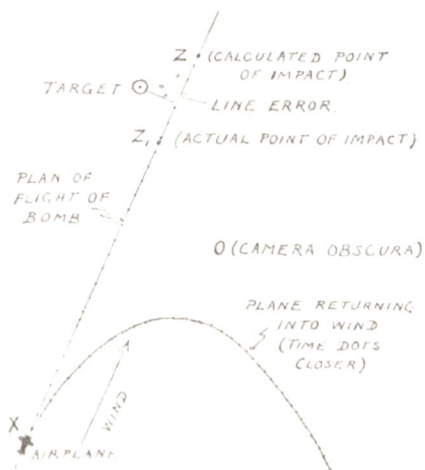 Z (CALCULATED POINT
OF IMPACT)
TARGET
LINE ERROR
Z₁ (ACTUAL POINT OF IMPACT)
PLAN OF
FLIGHT OF
BOMB
O (CAMERA OBSCURA)
PLANE RETURNING
INTO WIND
(TIME DOTS
CLOSER)
WIND
X
AIRPLANE